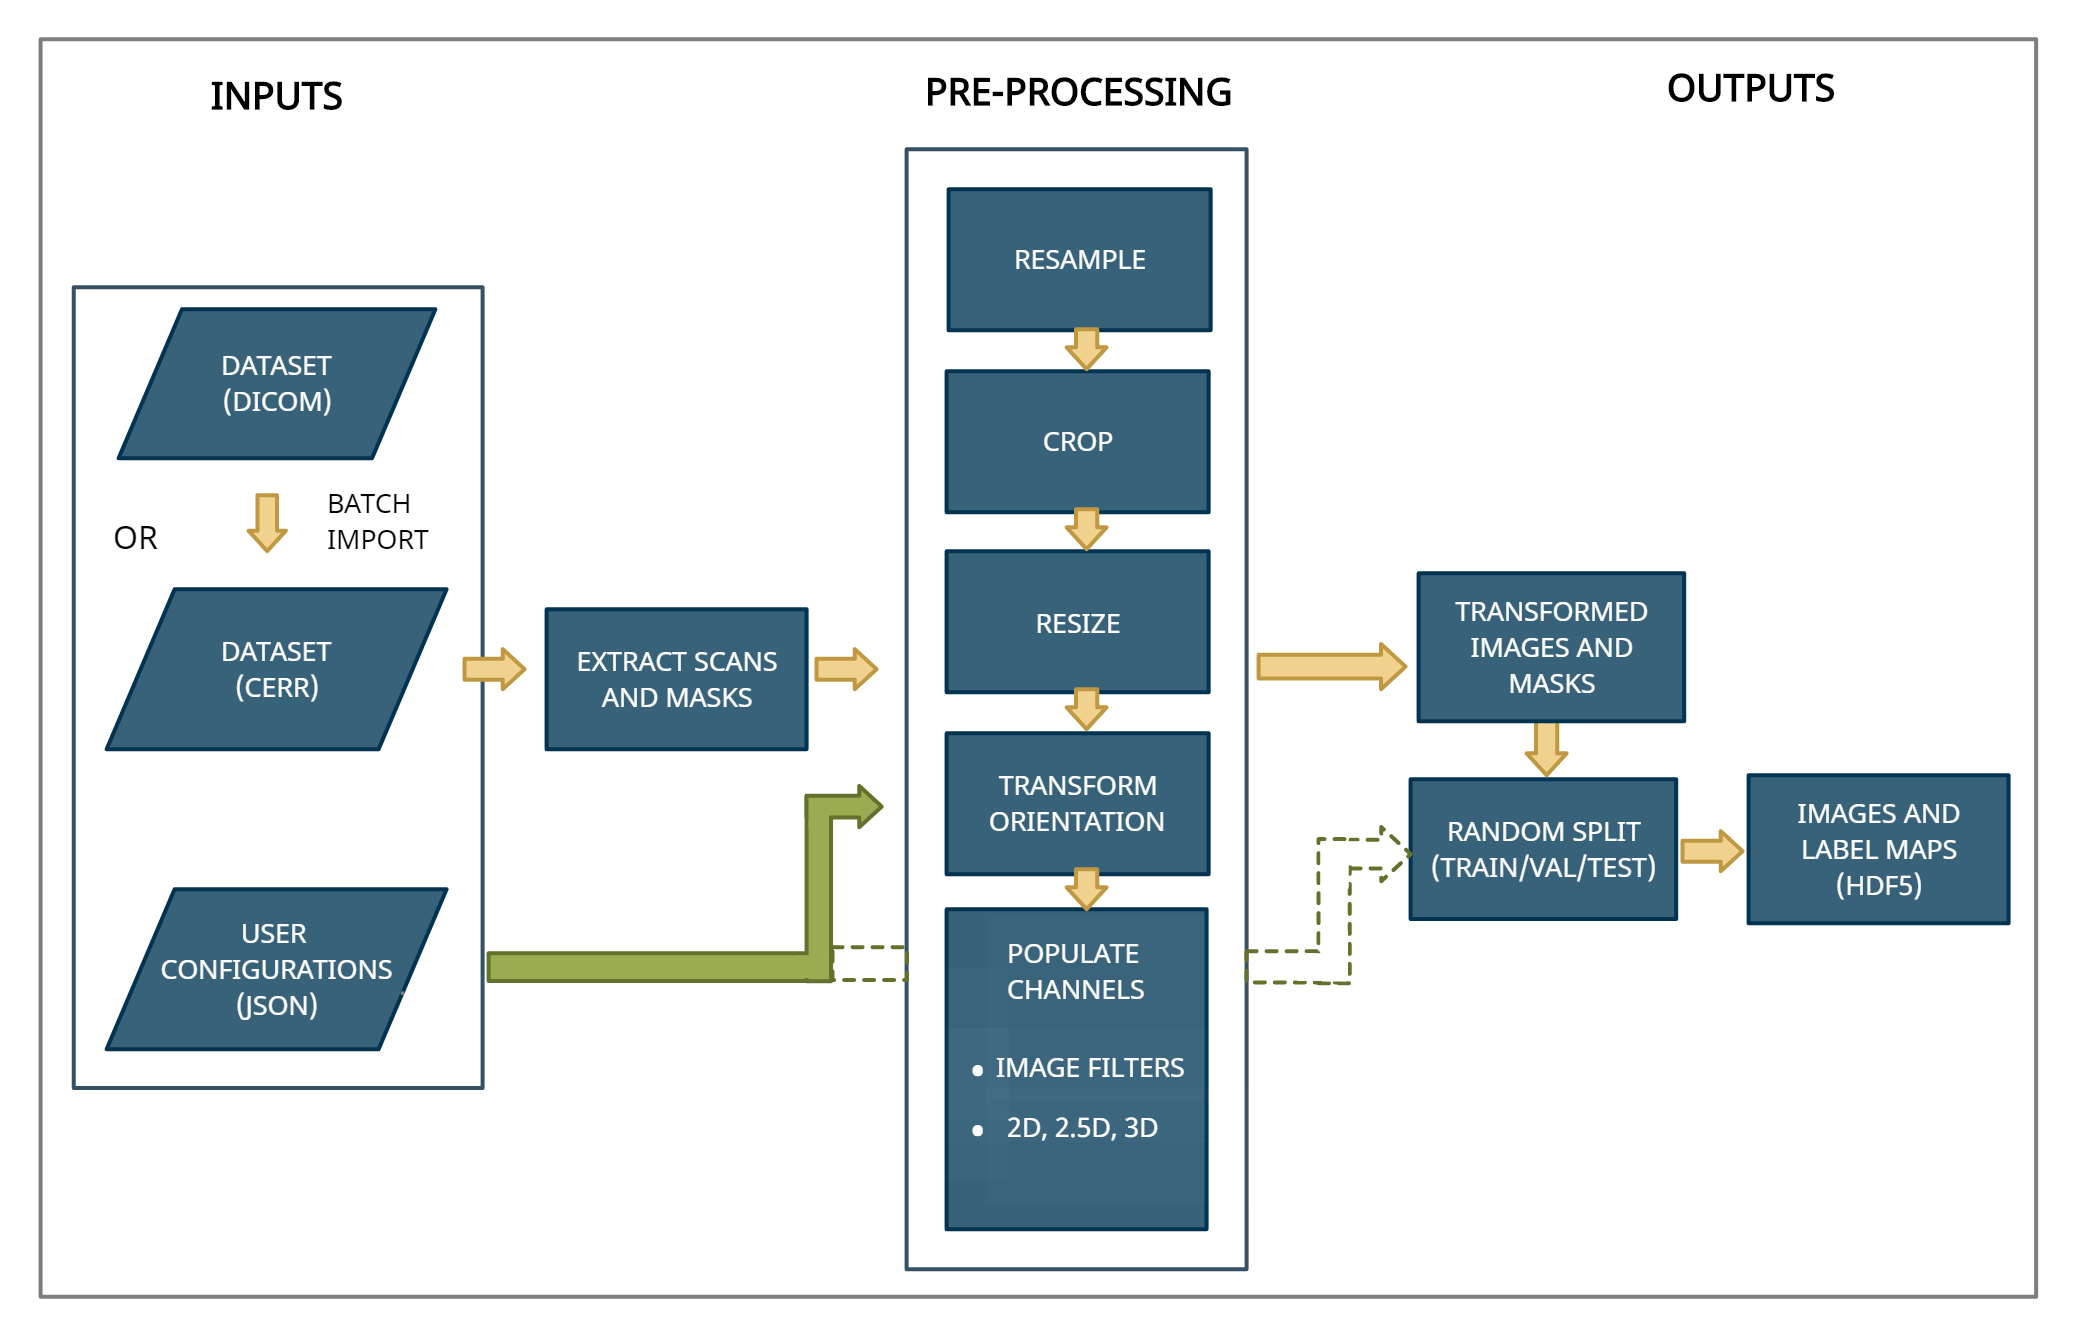 INPUTS
PRE-PROCESSING
OUTPUTS
DATASET
(DICOM)
OR
BATCH
IMPORT
DATASET
(CERR)
USER
CONFIGURATIONS
(JSON)
EXTRACT SCANS
AND MASKS
RESAMPLE
CROP
RESIZE
TRANSFORM
ORIENTATION
POPULATE
CHANNELS
• IMAGE FILTERS
• 2D, 2.5D, 3D
TRANSFORMED
IMAGES AND
MASKS
RANDOM SPLIT
(TRAIN/VAL/TEST)
IMAGES AND
LABEL MAPS
(HDF5)